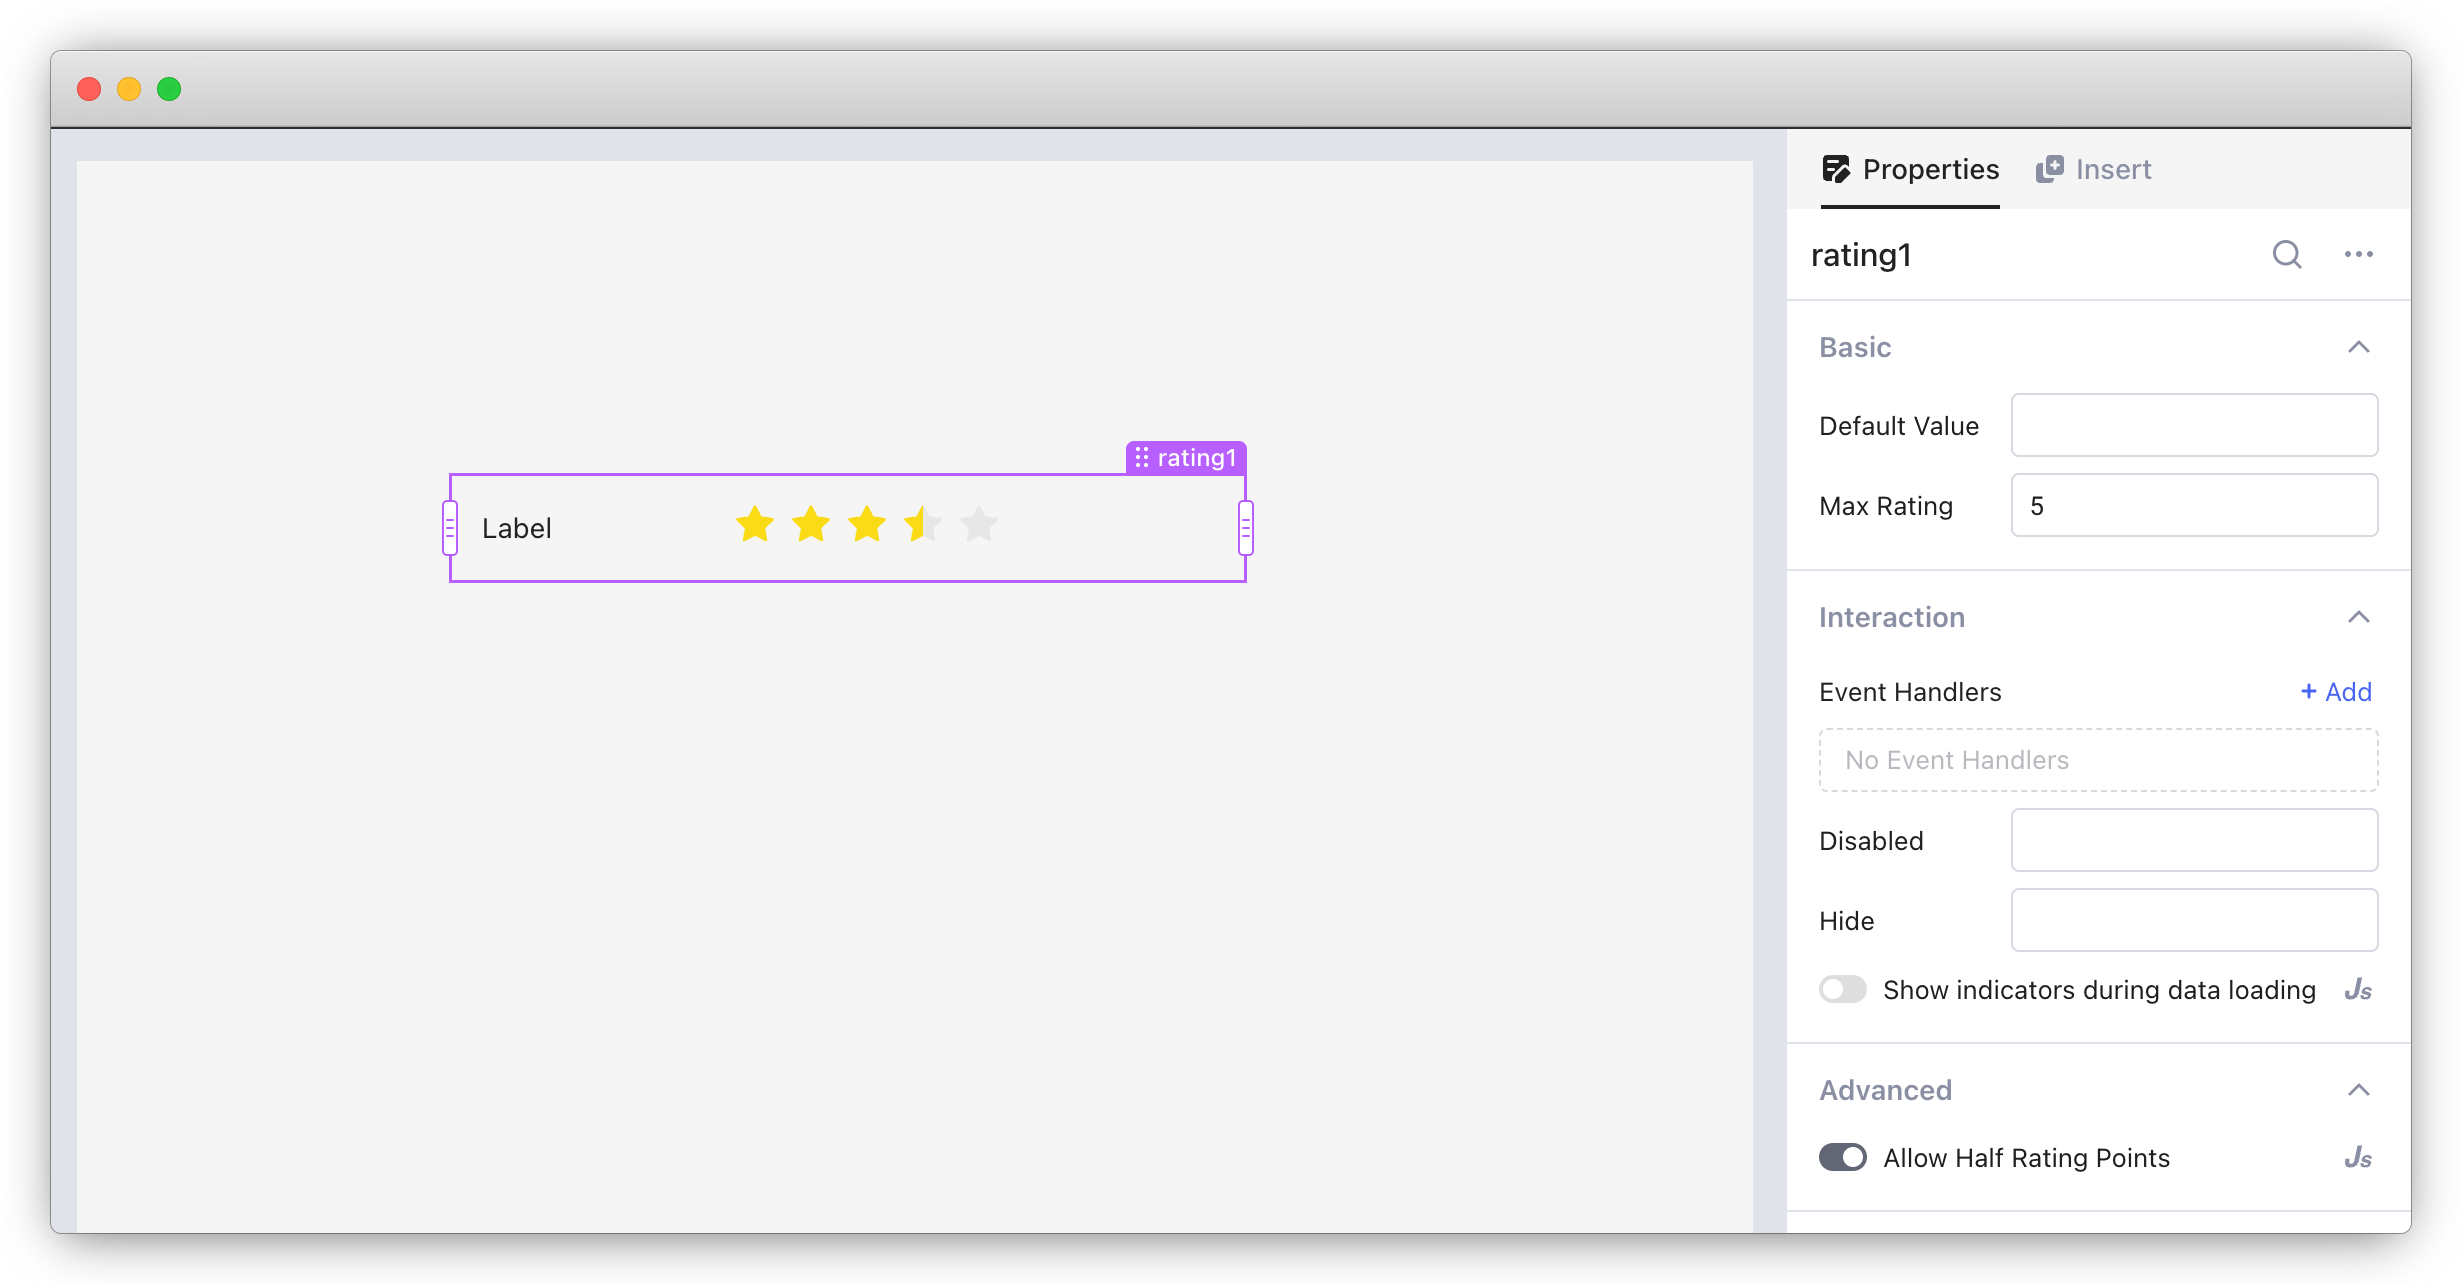 Properties
Insert
rating1
Basic
Default Value
Max Rating
5
rating1
Label
Interaction
Event Handlers
+ Add
No Event Handlers
Disabled
Hide
Show indicators during data loading
Js
Advanced
Allow Half Rating Points
Js